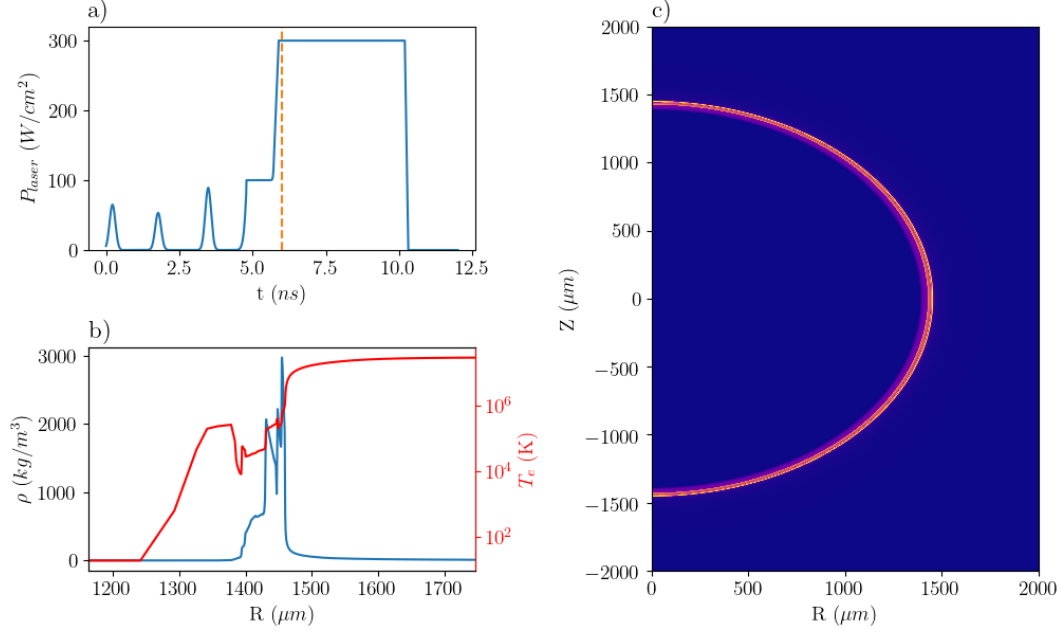 a)
300
200
100
0
P_laser (W/cm^2)
0.0 2.5 5.0 7.5 10.0 12.5
t (ns)
b)
3000
2000
1000
0
ρ (kg/m^3)
10^6
10^4
10^2
T_e (K)
1200 1300 1400 1500 1600 1700
R (μm)
c)
2000
1500
1000
500
0
−500
−1000
−1500
−2000
Z (μm)
0 500 1000 1500 2000
R (μm)